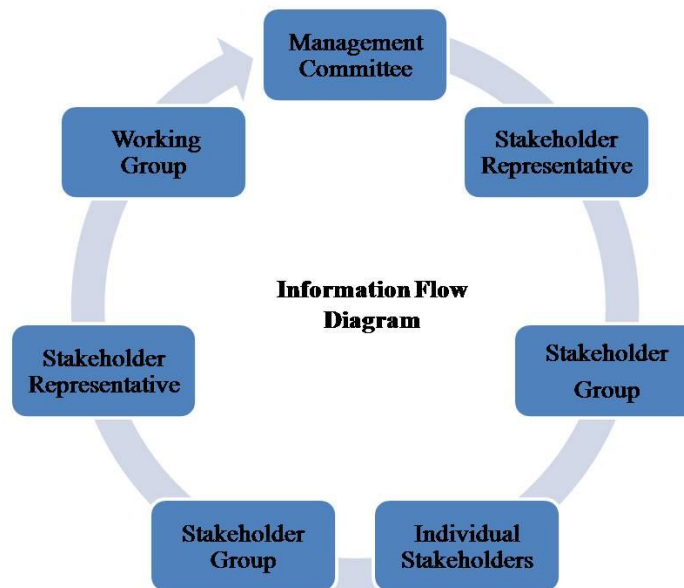 Management
Committee
Stakeholder
Representative
Stakeholder
Group
Individual
Stakeholders
Stakeholder
Group
Stakeholder
Representative
Working
Group
Information Flow
Diagram